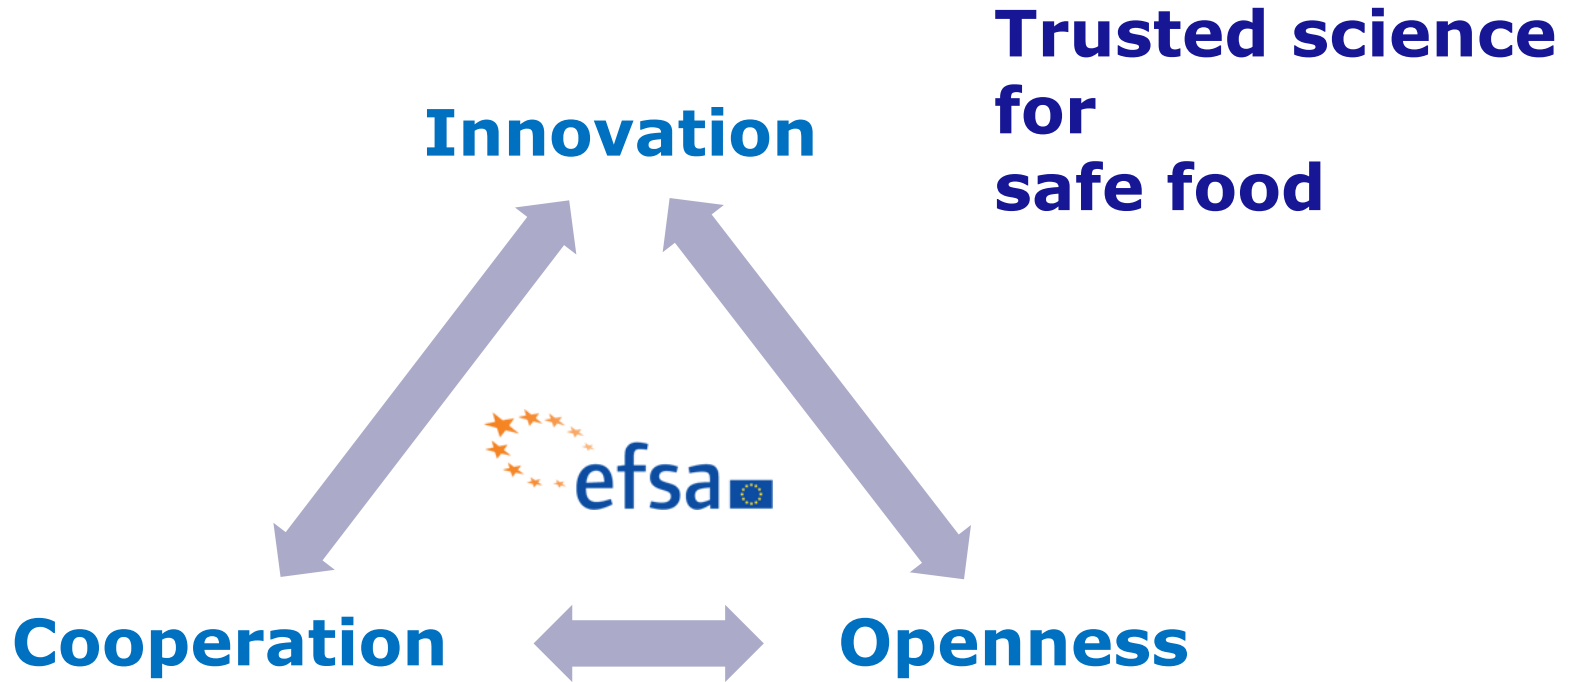 Trusted science
for
safe food
Innovation
efsa
Cooperation
Openness